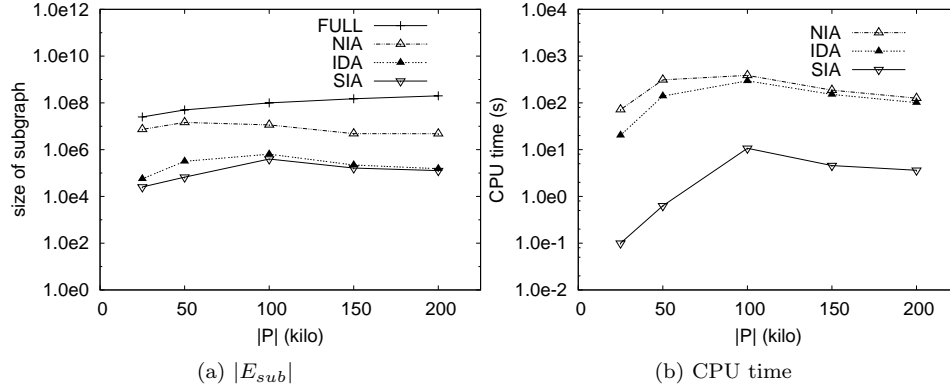 1.0e12
1.0e10
1.0e8
1.0e6
1.0e4
1.0e2
1.0e0
size of subgraph
FULL
NIA
IDA
SIA
0 50 100 150 200
|P| (kilo)
(a) |E_sub|
1.0e4
1.0e3
1.0e2
1.0e1
1.0e0
1.0e-1
1.0e-2
CPU time (s)
NIA
IDA
SIA
0 50 100 150 200
|P| (kilo)
(b) CPU time